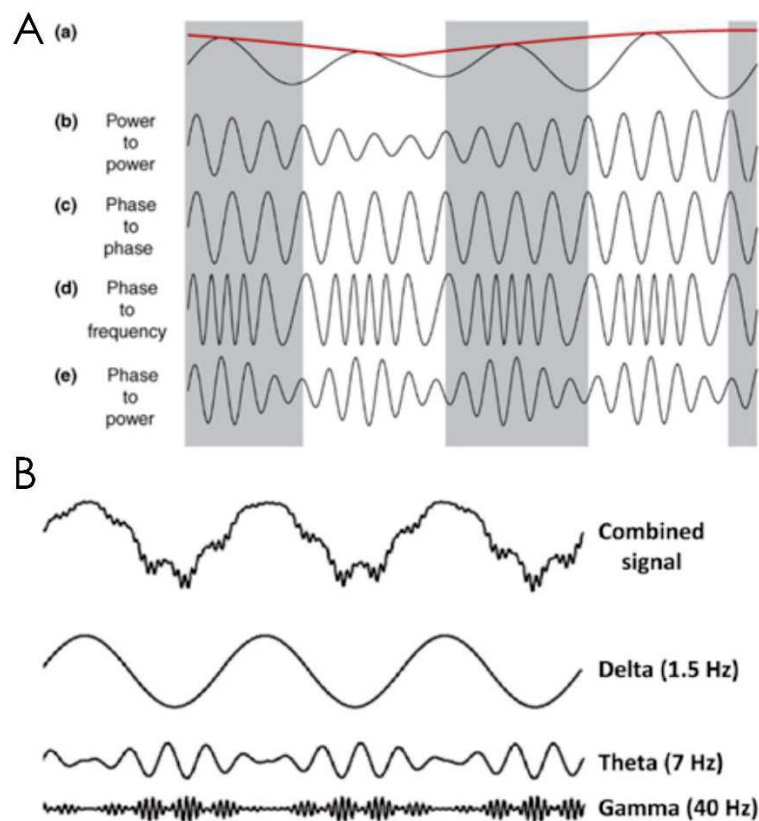 A
(a)
(b) Power
to
power
(c) Phase
to
phase
(d) Phase
to
frequency
(e) Phase
to
power
B
Combined
signal
Delta (1.5 Hz)
Theta (7 Hz)
Gamma (40 Hz)